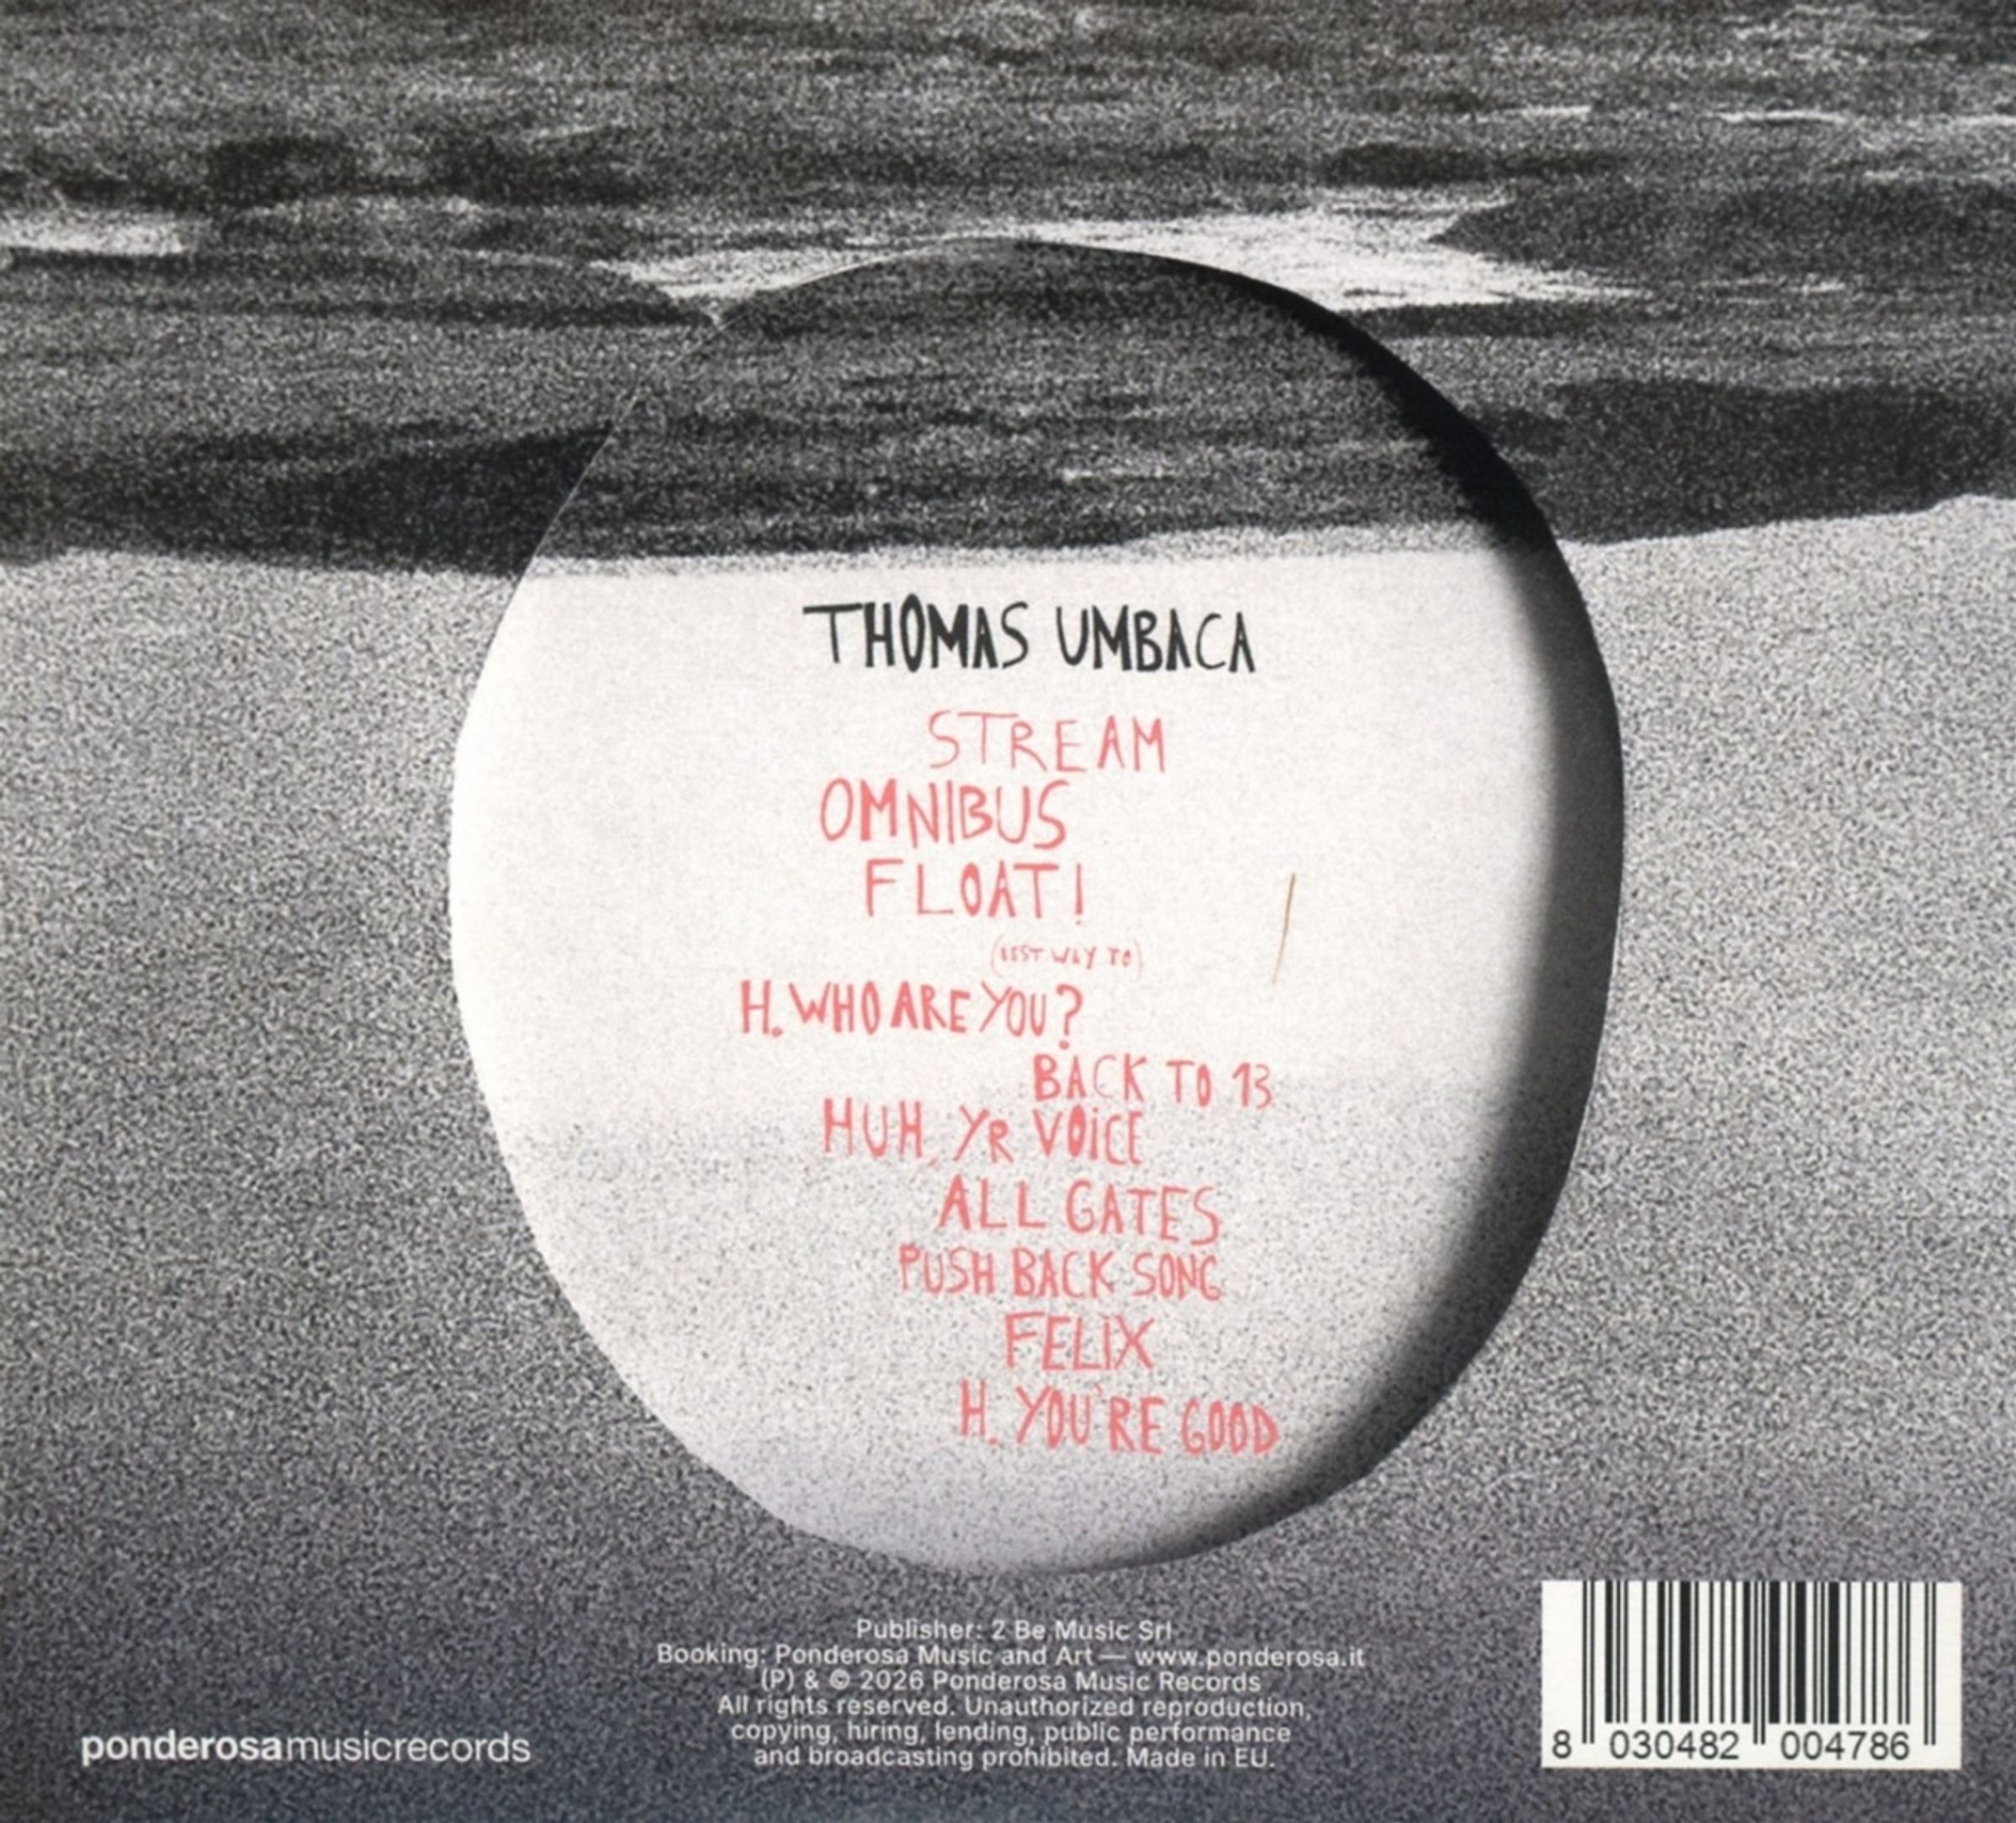 THOMAS UMBACA
STREAM
OMNIBUS
FLOAT!
(BEST WAY TO)
H. WHO ARE YOU?
BACK TO 13
HUH, YR VOICE
ALL GATES
PUSH BACK SONG
FELIX
H. YOU'RE GOOD
Publisher: 2 Be Music Srl
Booking: Ponderosa Music and Art — www.ponderosa.it
(P) & © 2026 Ponderosa Music Records
All rights reserved. Unauthorized reproduction,
copying, hiring, lending, public performance
and broadcasting prohibited. Made in EU.
ponderosamusicrecords
8 030482 004786